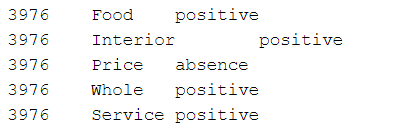 3976 Food positive
3976 Interior positive
3976 Price absence
3976 Whole positive
3976 Service positive